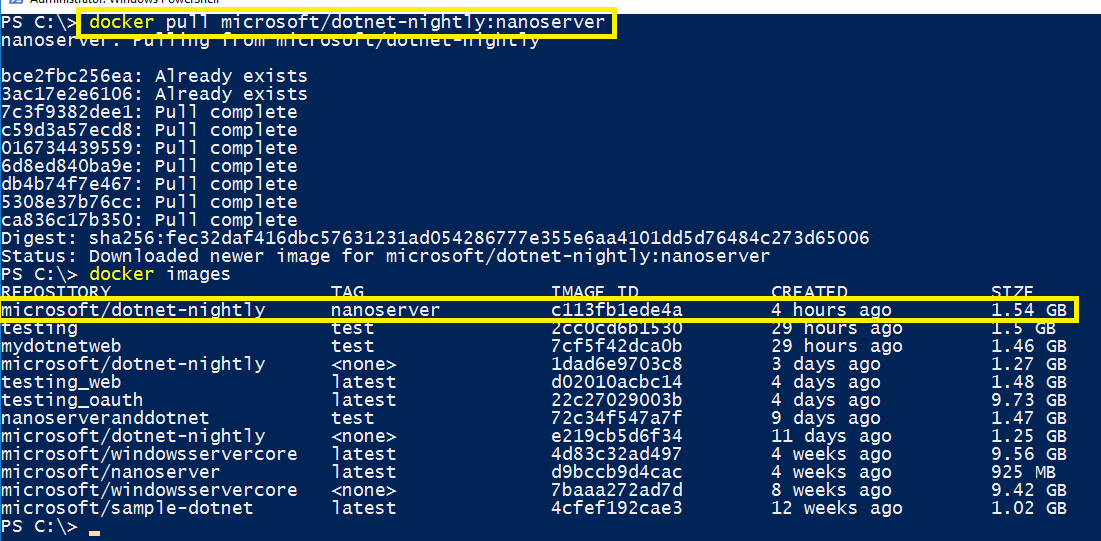 Administrator: Windows PowerShell
PS C:\> docker pull microsoft/dotnet-nightly:nanoserver
nanoserver: Pulling from microsoft/dotnet-nightly
bce2fbc256ea: Already exists
3ac17e2e6106: Already exists
7c3f9382dee1: Pull complete
c59d3a57ecd8: Pull complete
016734439559: Pull complete
6d8ed840ba9e: Pull complete
db4b74f7e467: Pull complete
5308e37b76cc: Pull complete
ca836c17b350: Pull complete
Digest: sha256:fec32daf416dbc57631231ad054286777e355e6aa4101dd5d76484c273d65006
Status: Downloaded newer image for microsoft/dotnet-nightly:nanoserver
PS C:\> docker images
REPOSITORY TAG IMAGE ID CREATED SIZE
microsoft/dotnet-nightly nanoserver c113fb1ede4a 4 hours ago 1.54 GB
testing test 2cc0cd6b1530 29 hours ago 1.5 GB
mydotnetweb test 7cf5f42dca0b 29 hours ago 1.46 GB
microsoft/dotnet-nightly <none> 1dad6e9703c8 3 days ago 1.27 GB
testing_web latest d02010acbc14 4 days ago 1.48 GB
testing_oauth latest 22c27029003b 4 days ago 9.73 GB
nanoserveranddotnet test 72c34f547a7f 9 days ago 1.47 GB
microsoft/dotnet-nightly <none> e219cb5d6f34 11 days ago 1.25 GB
microsoft/windowsservercore latest 4d83c32ad497 4 weeks ago 9.56 GB
microsoft/nanoserver latest d9bccb9d4cac 4 weeks ago 925 MB
microsoft/windowsservercore <none> 7baaa272ad7d 8 weeks ago 9.42 GB
microsoft/sample-dotnet latest 4cfef192cae3 12 weeks ago 1.02 GB
PS C:\>